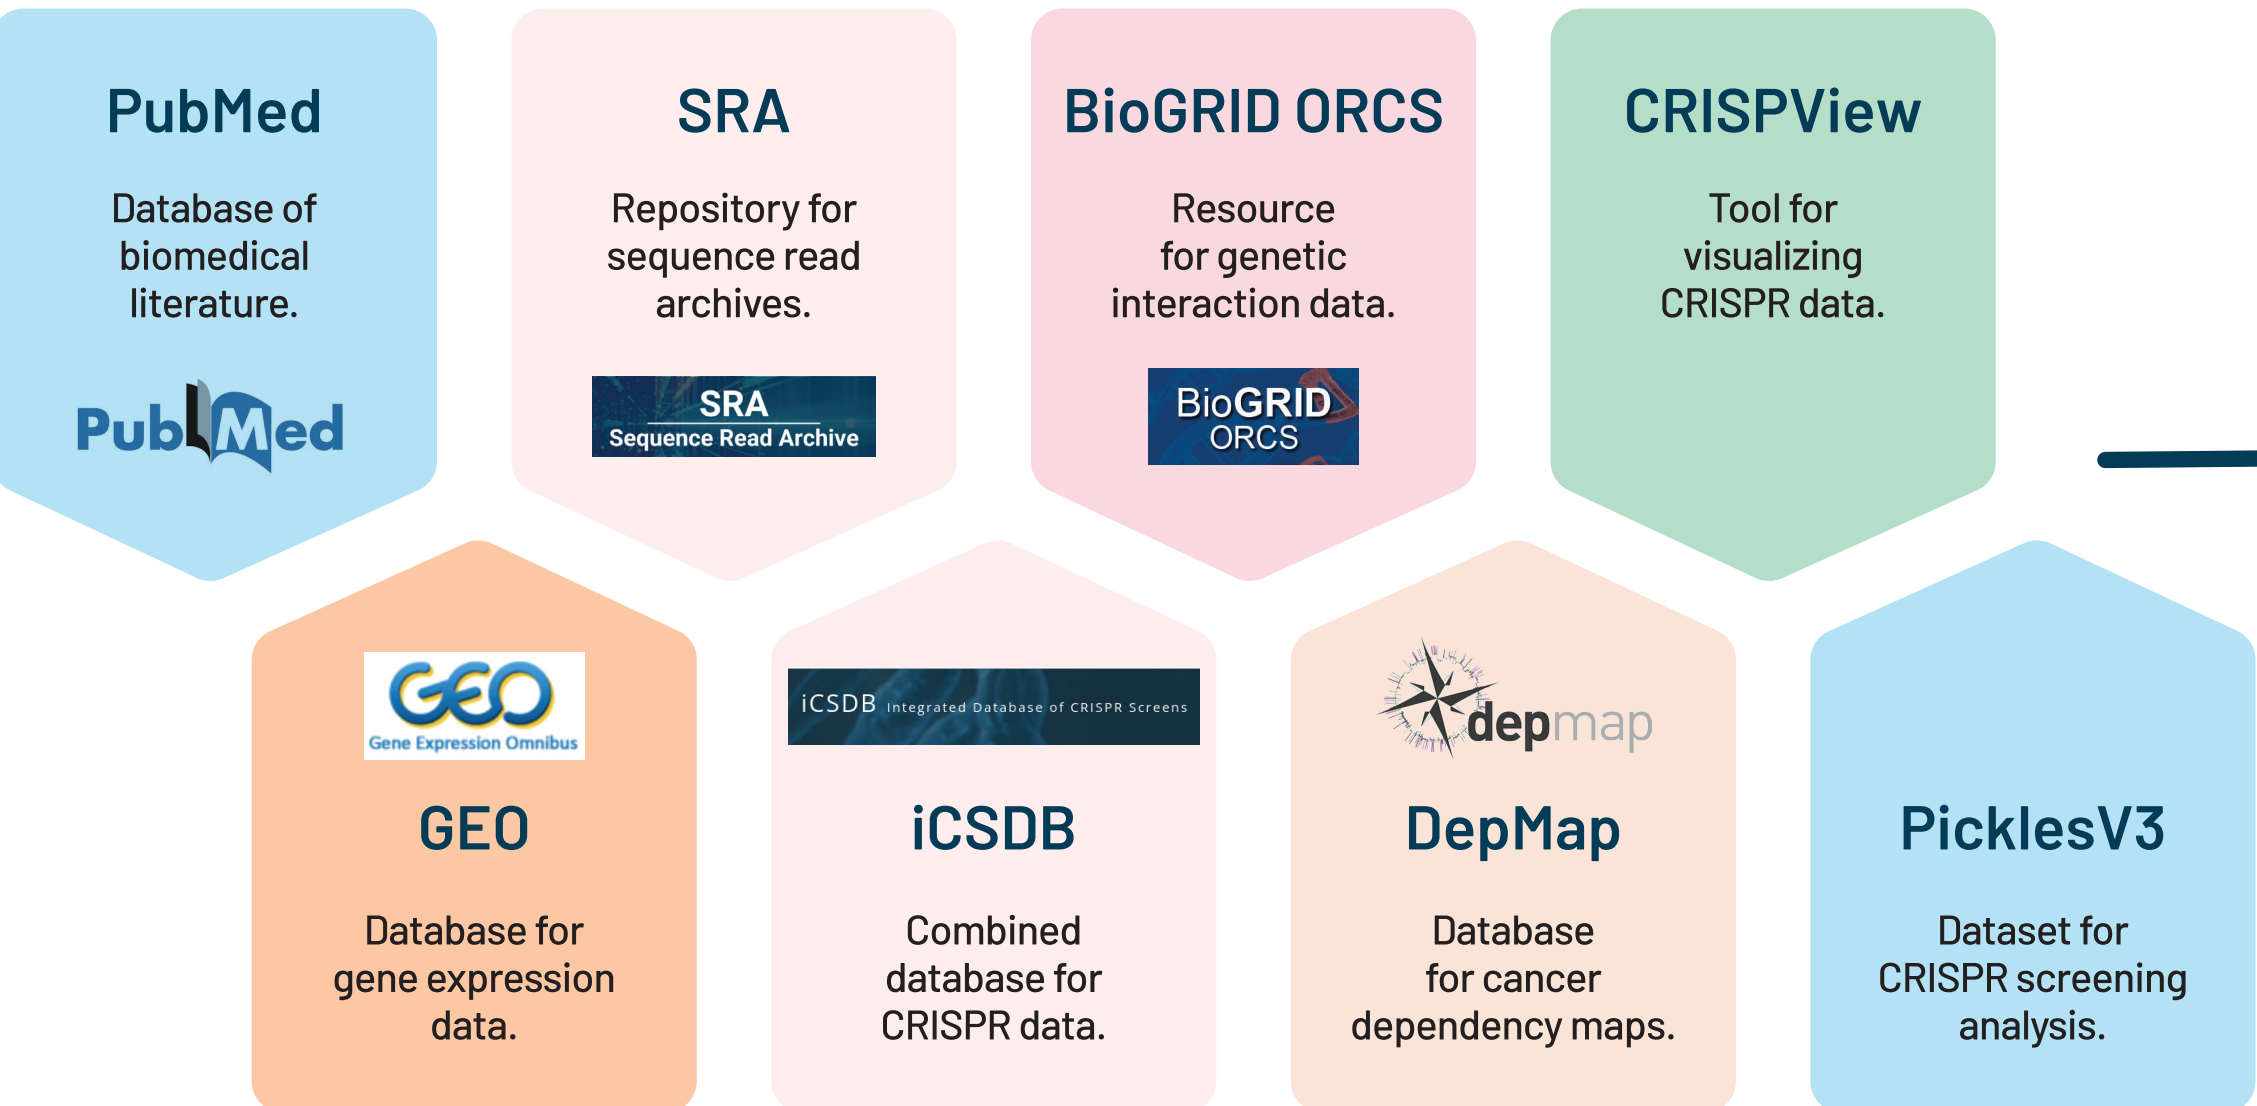 PubMed
Database of
biomedical
literature.
PubMed
SRA
Repository for
sequence read
archives.
SRA
Sequence Read Archive
BioGRID ORCS
Resource
for genetic
interaction data.
BioGRID
ORCS
CRISPView
Tool for
visualizing
CRISPR data.
GEO
Gene Expression Omnibus
GEO
Database for
gene expression
data.
iCSDB Integrated Database of CRISPR Screens
iCSDB
Combined
database for
CRISPR data.
depmap
DepMap
Database
for cancer
dependency maps.
PicklesV3
Dataset for
CRISPR screening
analysis.